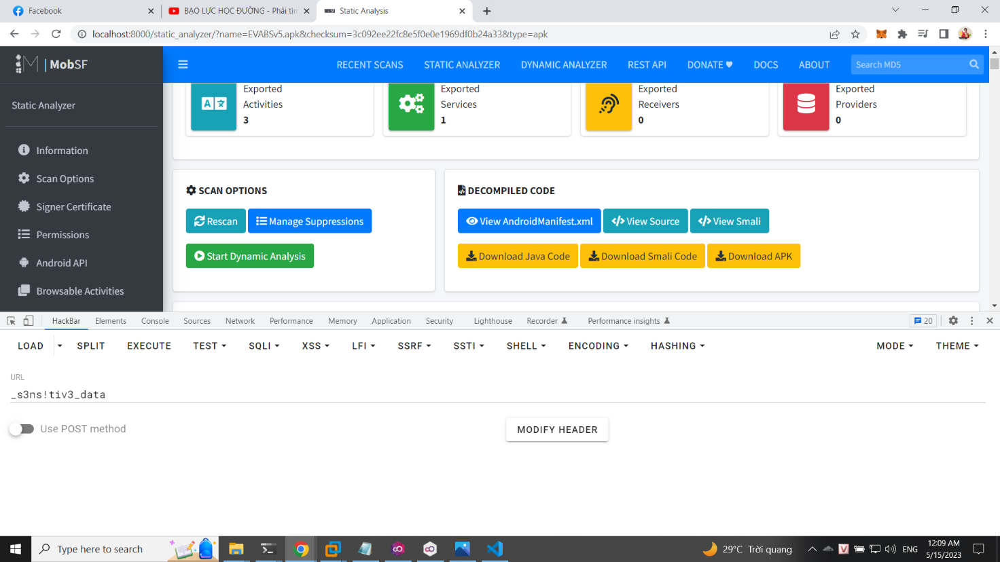 Facebook
BẠO LỰC HỌC ĐƯỜNG - Phải tìm
Static Analysis
localhost:8000/static_analyzer/?name=EVABSv5.apk&checksum=3c092ee22fc8e5f0e0e1969df0b24a33&type=apk
| MobSF
RECENT SCANS
STATIC ANALYZER
DYNAMIC ANALYZER
REST API
DONATE
DOCS
ABOUT
Search MD5
Static Analyzer
Information
Scan Options
Signer Certificate
Permissions
Android API
Browsable Activities
Exported
Activities
3
Exported
Services
1
Exported
Receivers
0
Exported
Providers
0
SCAN OPTIONS
Rescan
Manage Suppressions
Start Dynamic Analysis
DECOMPILED CODE
View AndroidManifest.xml
View Source
View Smali
Download Java Code
Download Smali Code
Download APK
HackBar
Elements
Console
Sources
Network
Performance
Memory
Application
Security
Lighthouse
Recorder
Performance insights
20
LOAD
SPLIT
EXECUTE
TEST
SQLI
XSS
LFI
SSRF
SSTI
SHELL
ENCODING
HASHING
MODE
THEME
URL
_s3ns!tiv3_data
Use POST method
MODIFY HEADER
Type here to search
29°C Trời quang
ENG
12:09 AM
5/15/2023